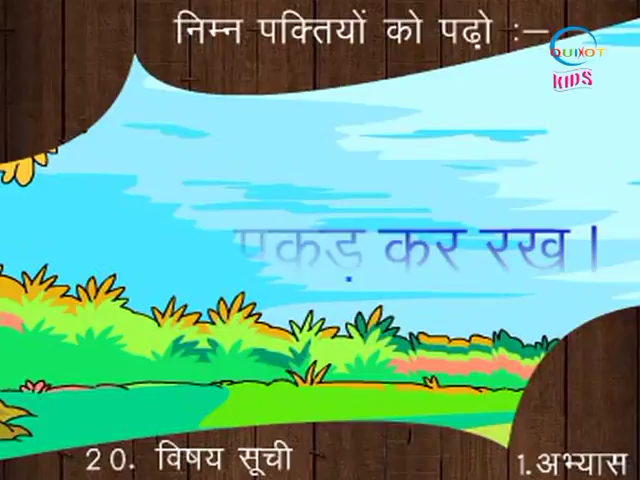 निम्न पक्तियों को पढ़ो :—
QUIXOT
KIDS
पकड़ कर रख।
20. विषय सूची
1.अभ्यास